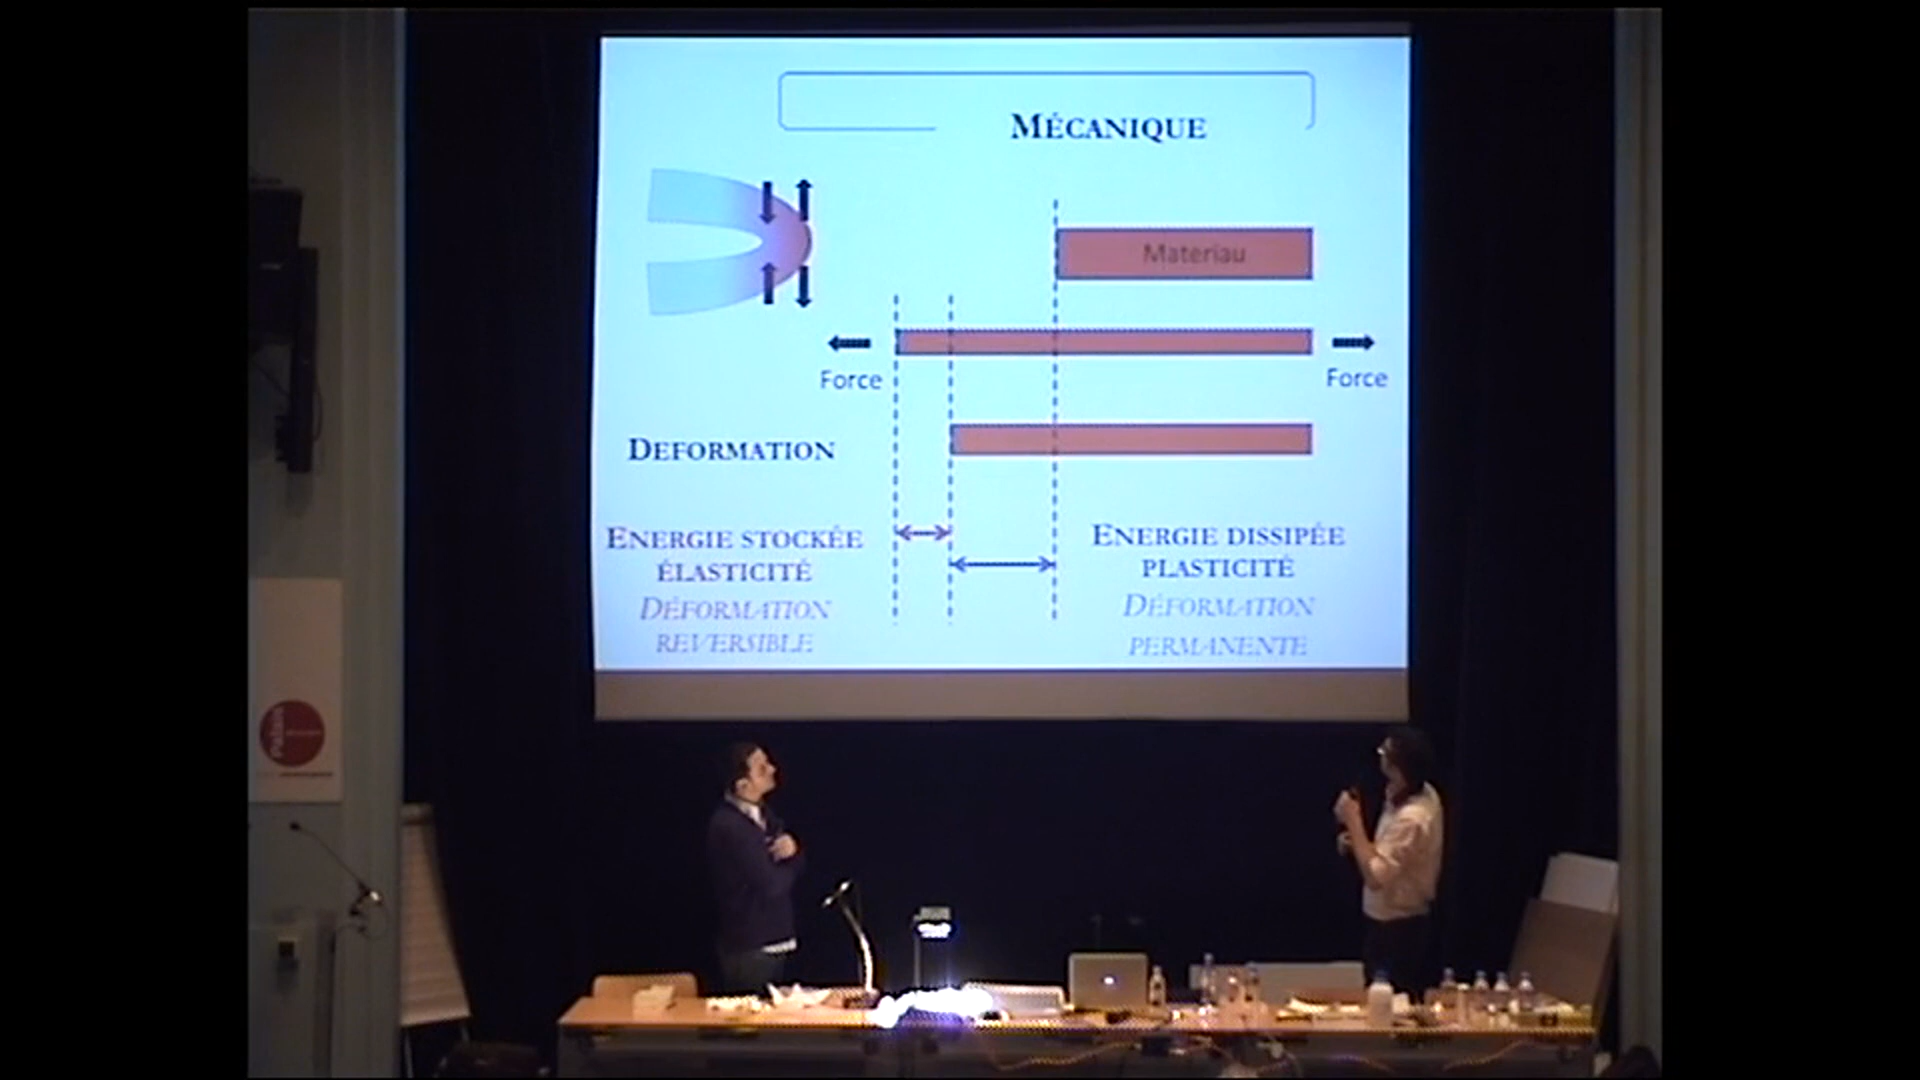 MÉCANIQUE
Materiau
Force
Force
DEFORMATION
ENERGIE STOCKÉE
ÉLASTICITÉ
DÉFORMATION
REVERSIBLE
ENERGIE DISSIPÉE
PLASTICITÉ
DÉFORMATION
PERMANENTE